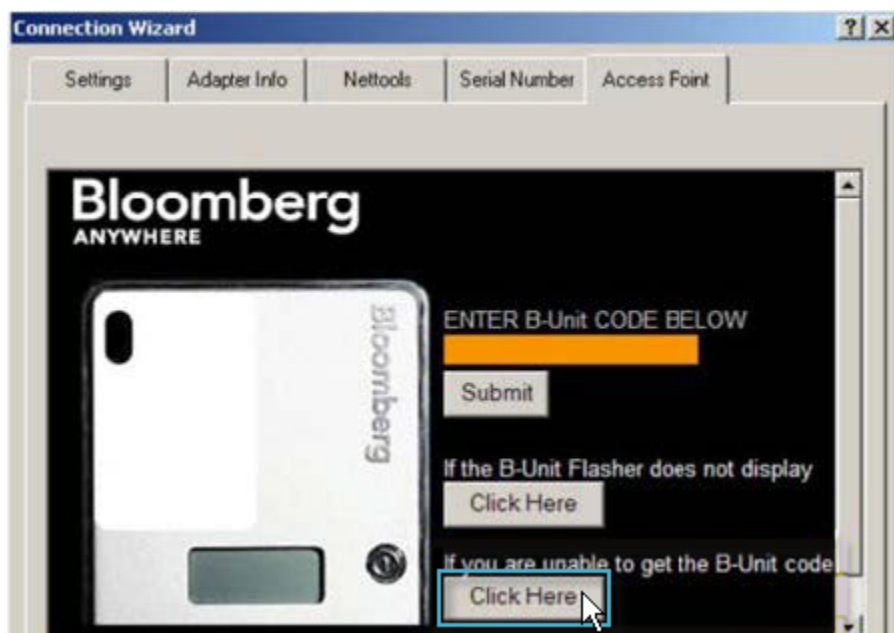 Connection Wizard
Settings Adapter Info Nettools Serial Number Access Point
Bloomberg
ANYWHERE
Bloomberg
ENTER B-Unit CODE BELOW
Submit
If the B-Unit Flasher does not display
Click Here
If you are unable to get the B-Unit code
Click Here